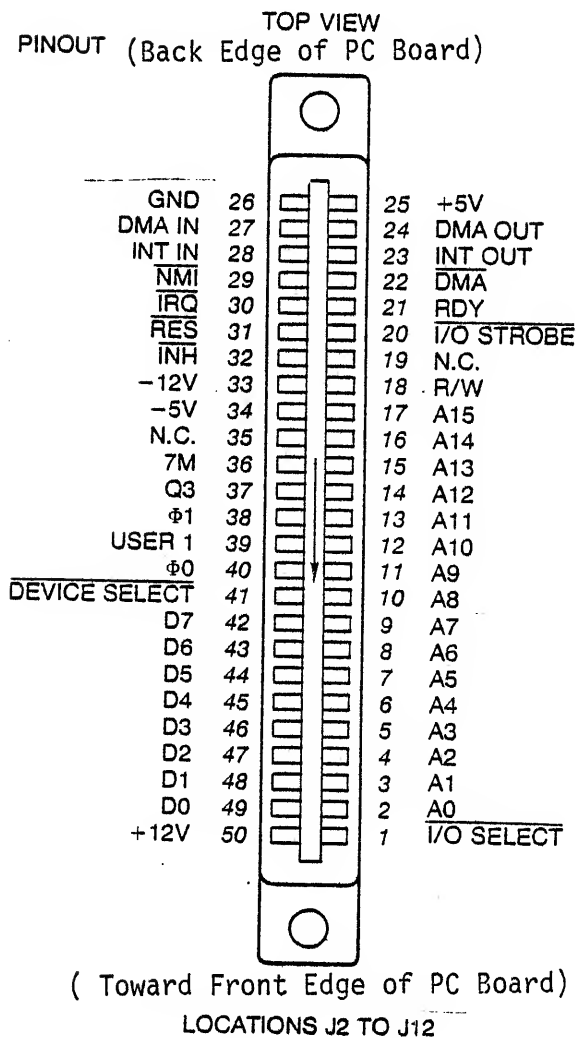 TOP VIEW
PINOUT (Back Edge of PC Board)
GND 26 25 +5V
DMA IN 27 24 DMA OUT
INT IN 28 23 INT OUT
NMI 29 22 DMA
IRQ 30 21 RDY
RES 31 20 I/O STROBE
INH 32 19 N.C.
−12V 33 18 R/W
−5V 34 17 A15
N.C. 35 16 A14
7M 36 15 A13
Q3 37 14 A12
Φ1 38 13 A11
USER 1 39 12 A10
Φ0 40 11 A9
DEVICE SELECT 41 10 A8
D7 42 9 A7
D6 43 8 A6
D5 44 7 A5
D4 45 6 A4
D3 46 5 A3
D2 47 4 A2
D1 48 3 A1
D0 49 2 A0
+12V 50 1 I/O SELECT
( Toward Front Edge of PC Board)
LOCATIONS J2 TO J12